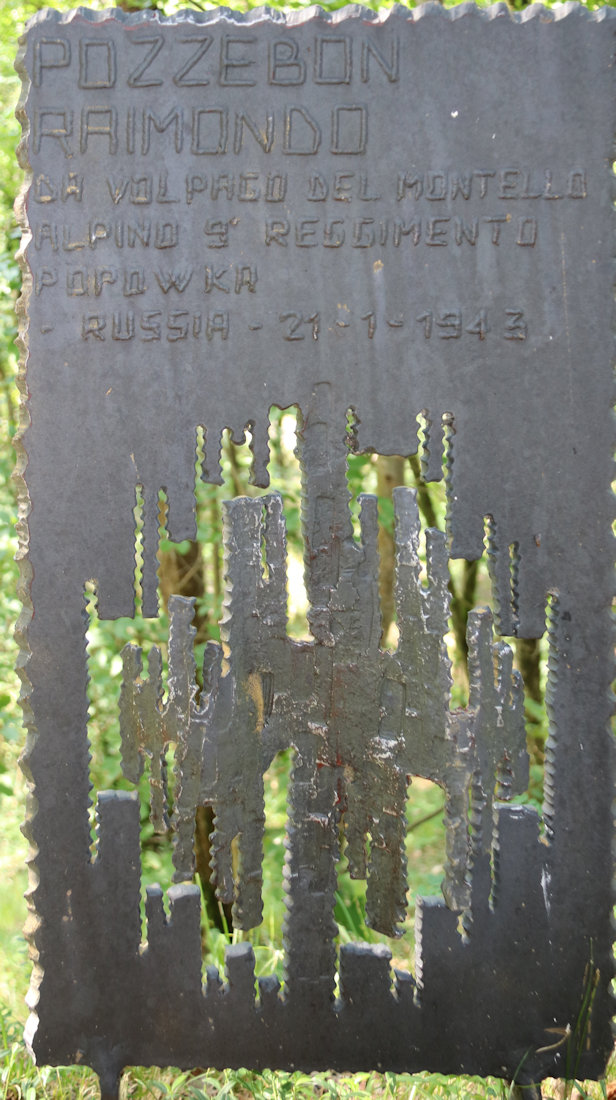 POZZEBON
RAIMONDO
DA VOLPAGO DEL MONTELLO
ALPINO 9° REGGIMENTO
POPOWKA
- RUSSIA - 21 - 1 - 1943